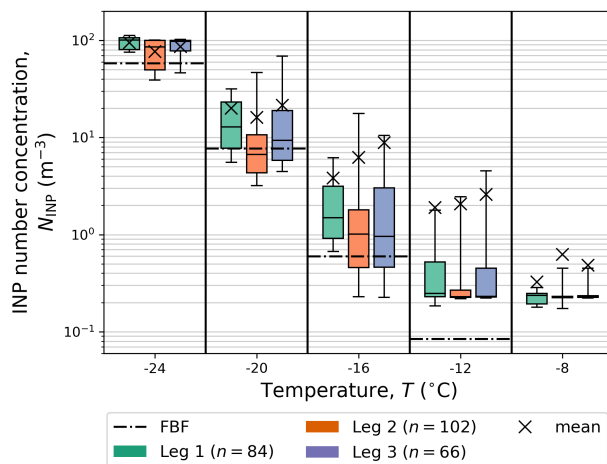 INP number concentration,
N_INP (m⁻³)
10²
10¹
10⁰
10⁻¹
-24 -20 -16 -12 -8
Temperature, T (°C)
FBF Leg 2 (n = 102) mean
Leg 1 (n = 84) Leg 3 (n = 66)